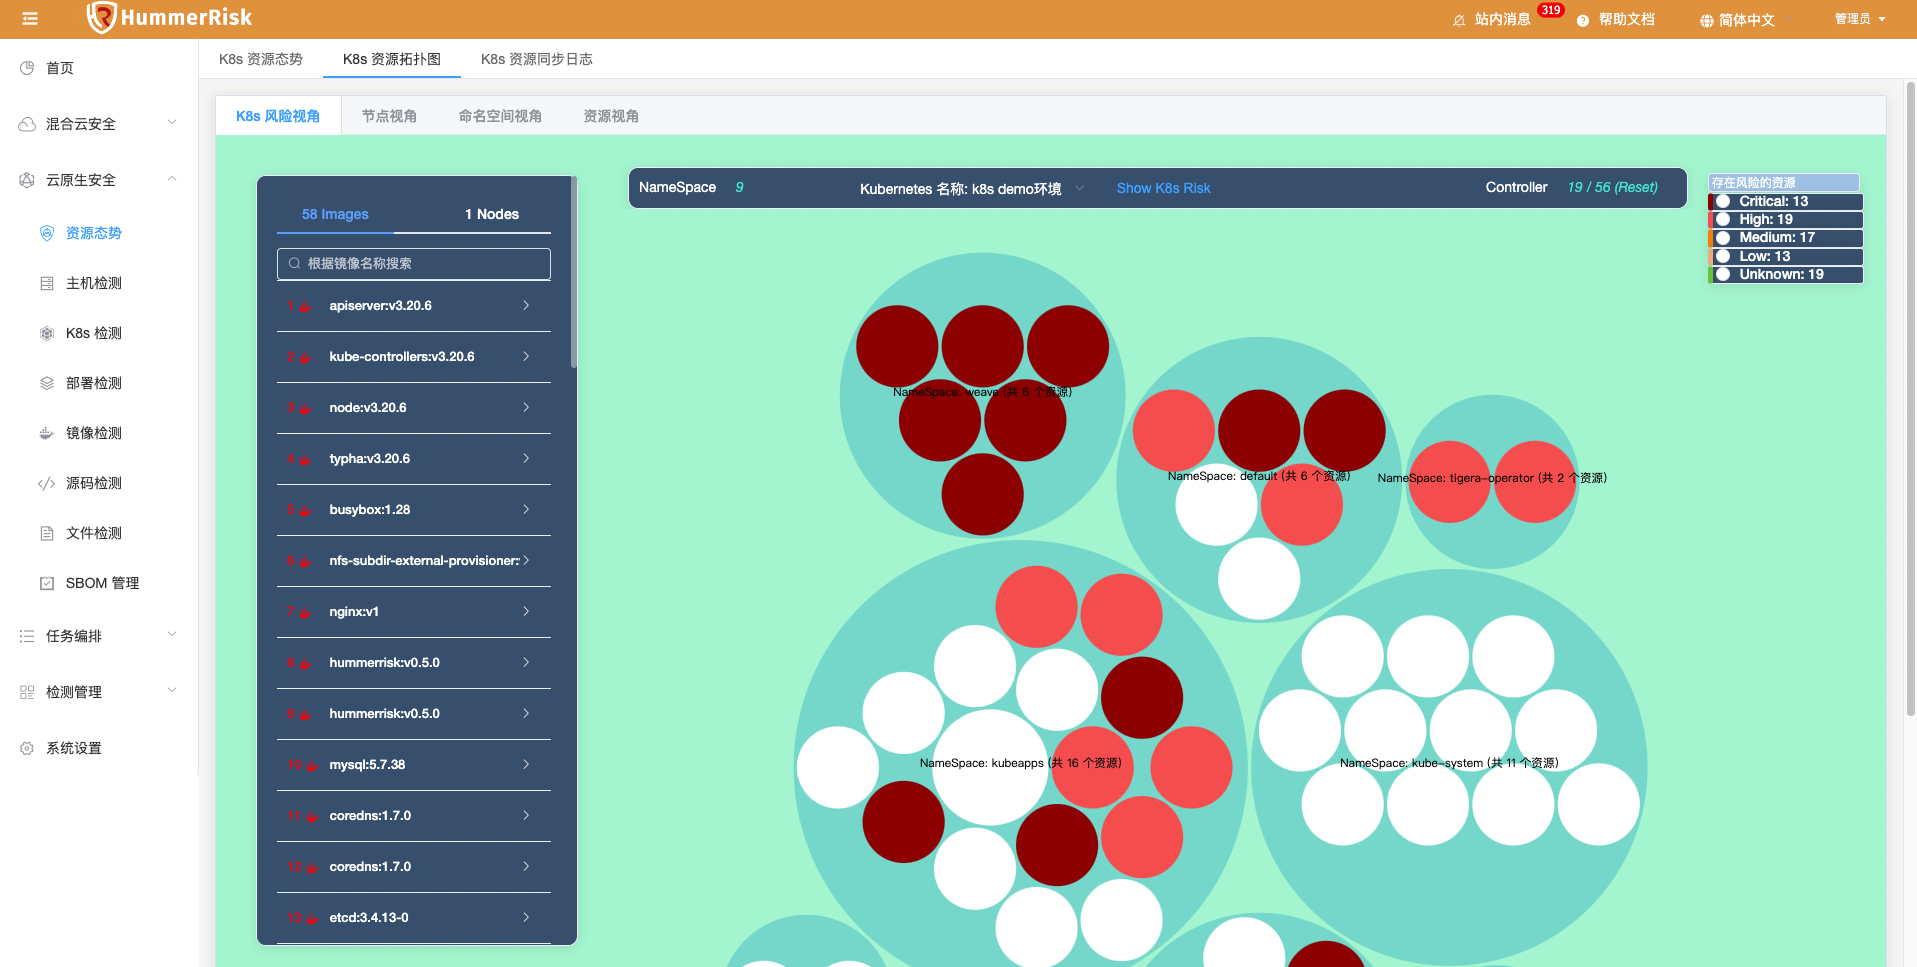 HummerRisk
站内消息 319
帮助文档
简体中文
管理员
首页
混合云安全
云原生安全
资源态势
主机检测
K8s 检测
部署检测
镜像检测
源码检测
文件检测
SBOM 管理
任务编排
检测管理
系统设置
K8s 资源态势
K8s 资源拓扑图
K8s 资源同步日志
K8s 风险视角
节点视角
命名空间视角
资源视角
58 Images
1 Nodes
根据镜像名称搜索
1 apiserver:v3.20.6
2 kube-controllers:v3.20.6
3 node:v3.20.6
4 typha:v3.20.6
5 busybox:1.28
6 nfs-subdir-external-provisioner:
7 nginx:v1
8 hummerrisk:v0.5.0
9 hummerrisk:v0.5.0
10 mysql:5.7.38
11 coredns:1.7.0
12 coredns:1.7.0
13 etcd:3.4.13-0
NameSpace 9
Kubernetes 名称: k8s demo环境
Show K8s Risk
Controller 19 / 56 (Reset)
存在风险的资源
Critical: 13
High: 19
Medium: 17
Low: 13
Unknown: 19
NameSpace: weave (共 6 个资源)
NameSpace: default (共 6 个资源)
NameSpace: tigera-operator (共 2 个资源)
NameSpace: kubeapps (共 16 个资源)
NameSpace: kube-system (共 11 个资源)